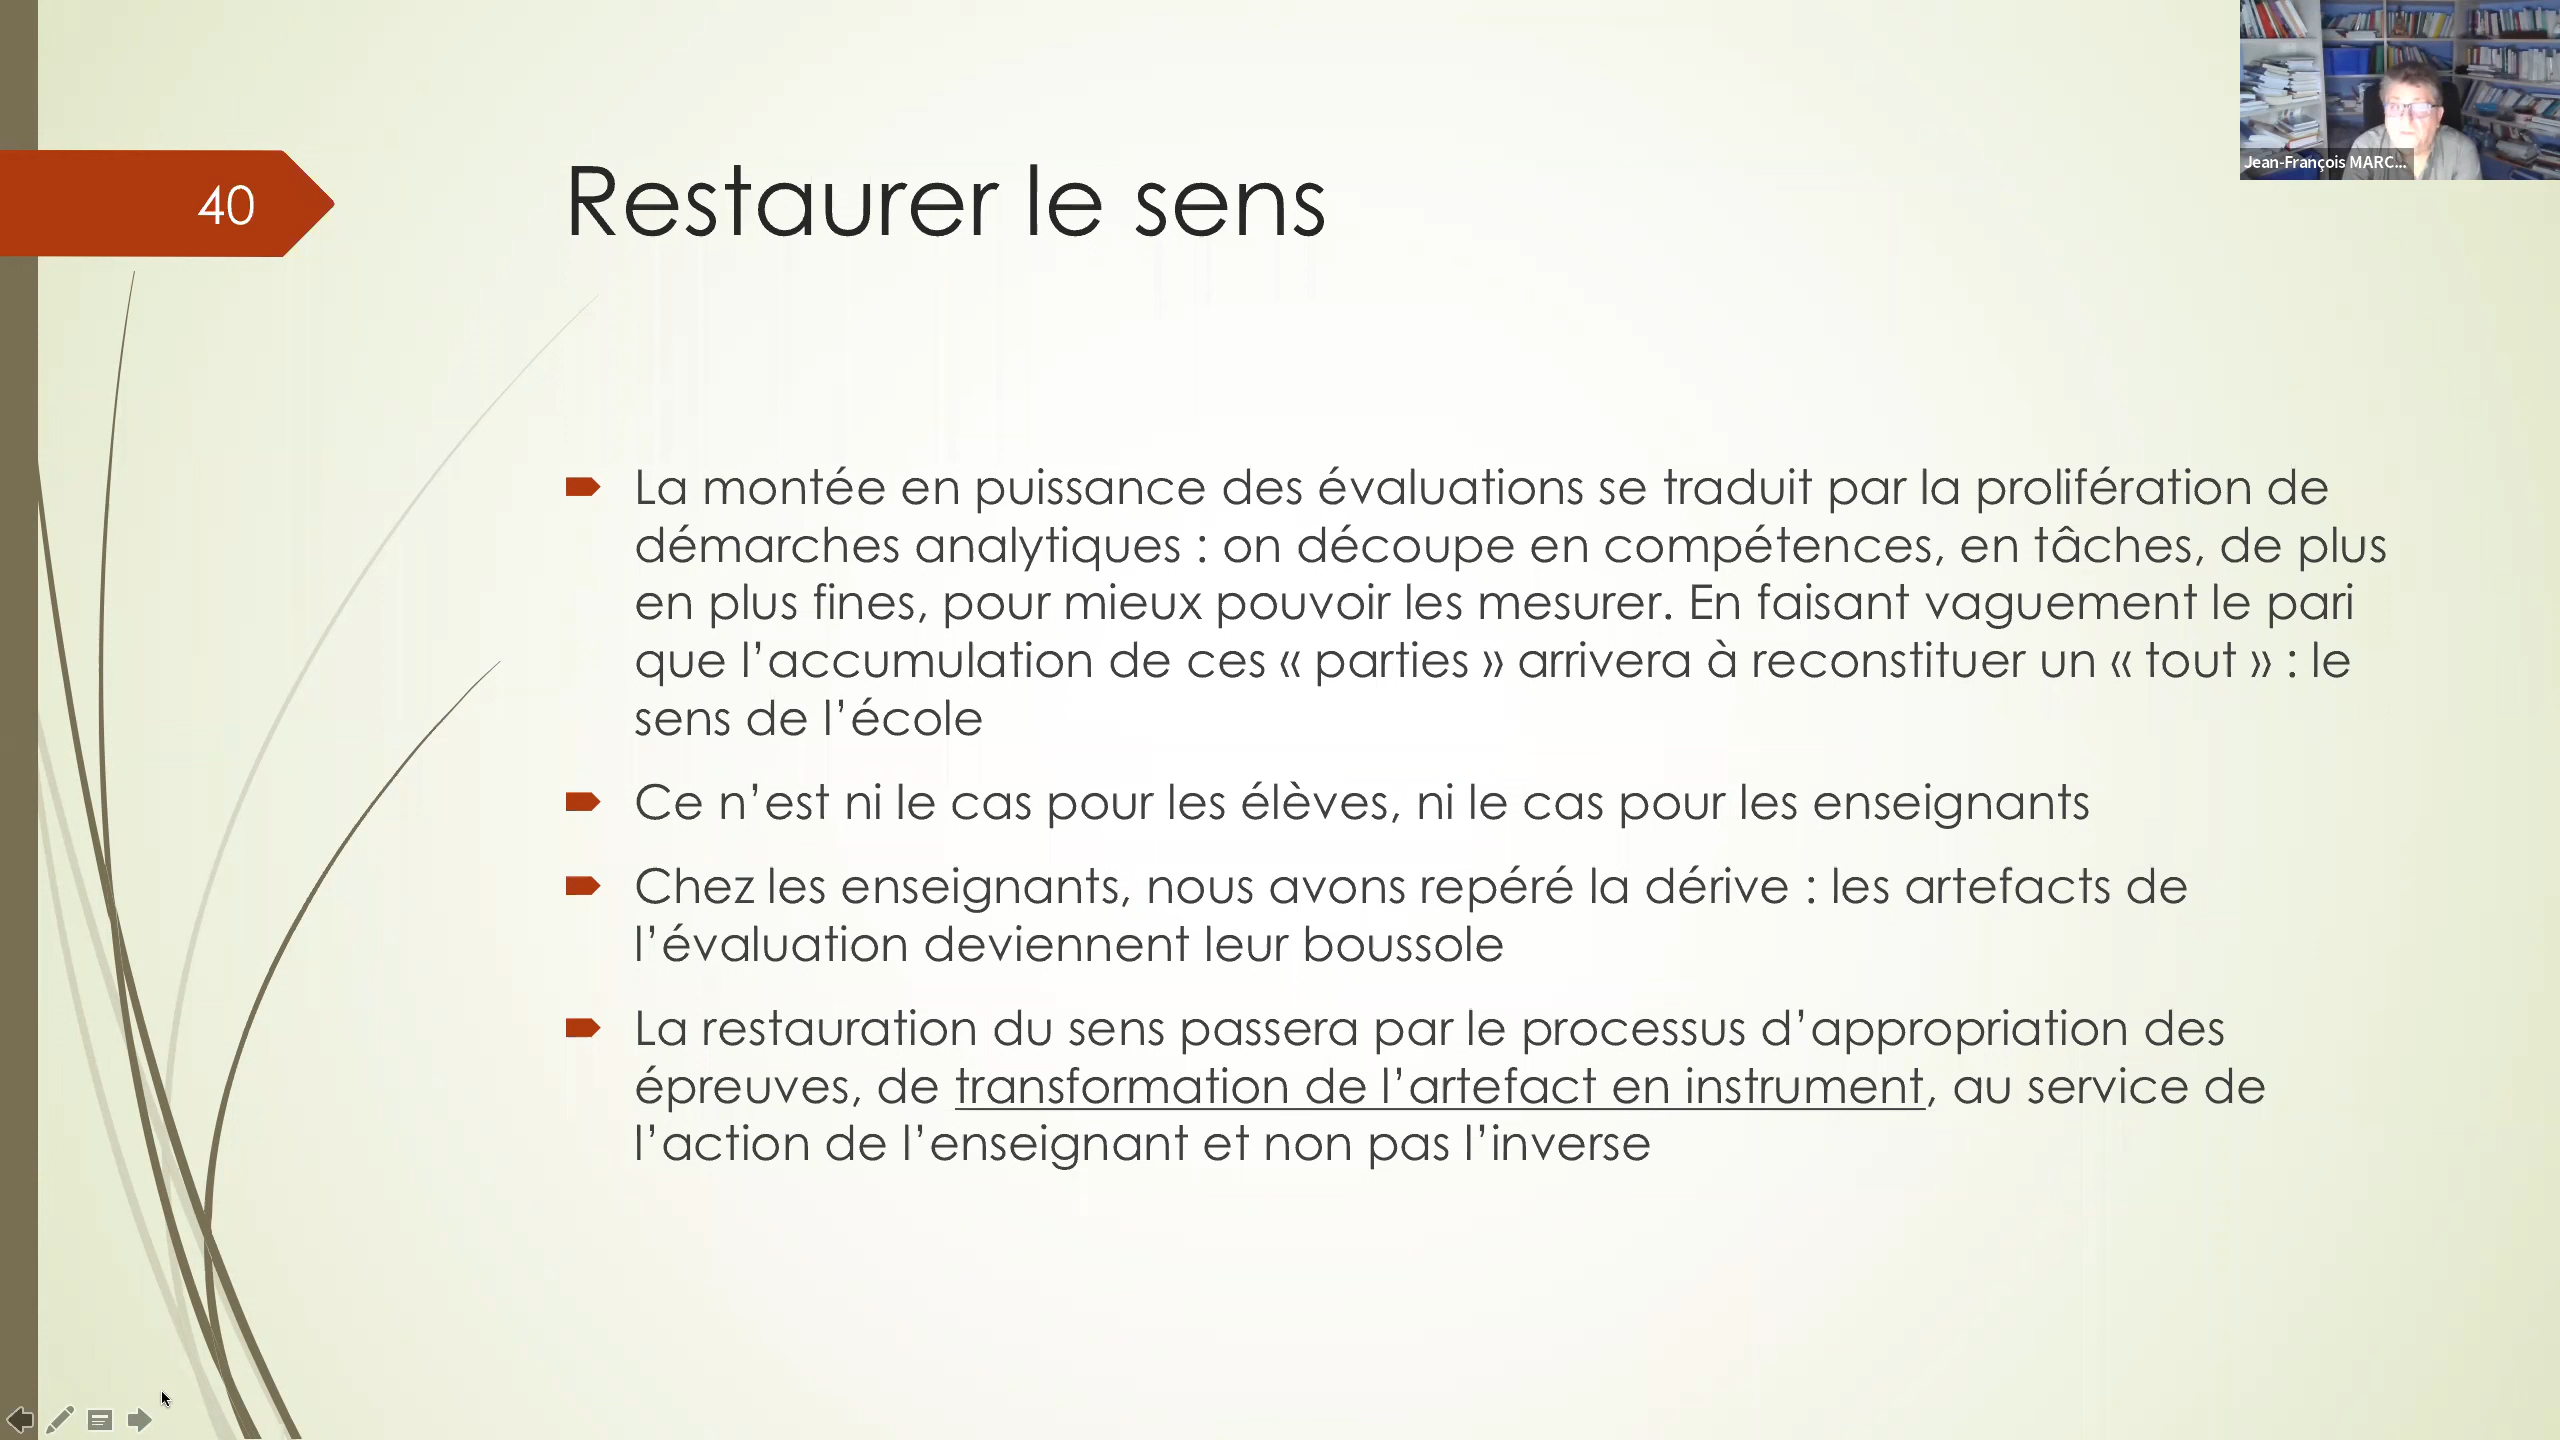 40
Restaurer le sens
Jean-François MARC...
La montée en puissance des évaluations se traduit par la prolifération de
démarches analytiques : on découpe en compétences, en tâches, de plus
en plus fines, pour mieux pouvoir les mesurer. En faisant vaguement le pari
que l’accumulation de ces « parties » arrivera à reconstituer un « tout » : le
sens de l’école
Ce n’est ni le cas pour les élèves, ni le cas pour les enseignants
Chez les enseignants, nous avons repéré la dérive : les artefacts de
l’évaluation deviennent leur boussole
La restauration du sens passera par le processus d’appropriation des
épreuves, de transformation de l’artefact en instrument, au service de
l’action de l’enseignant et non pas l’inverse